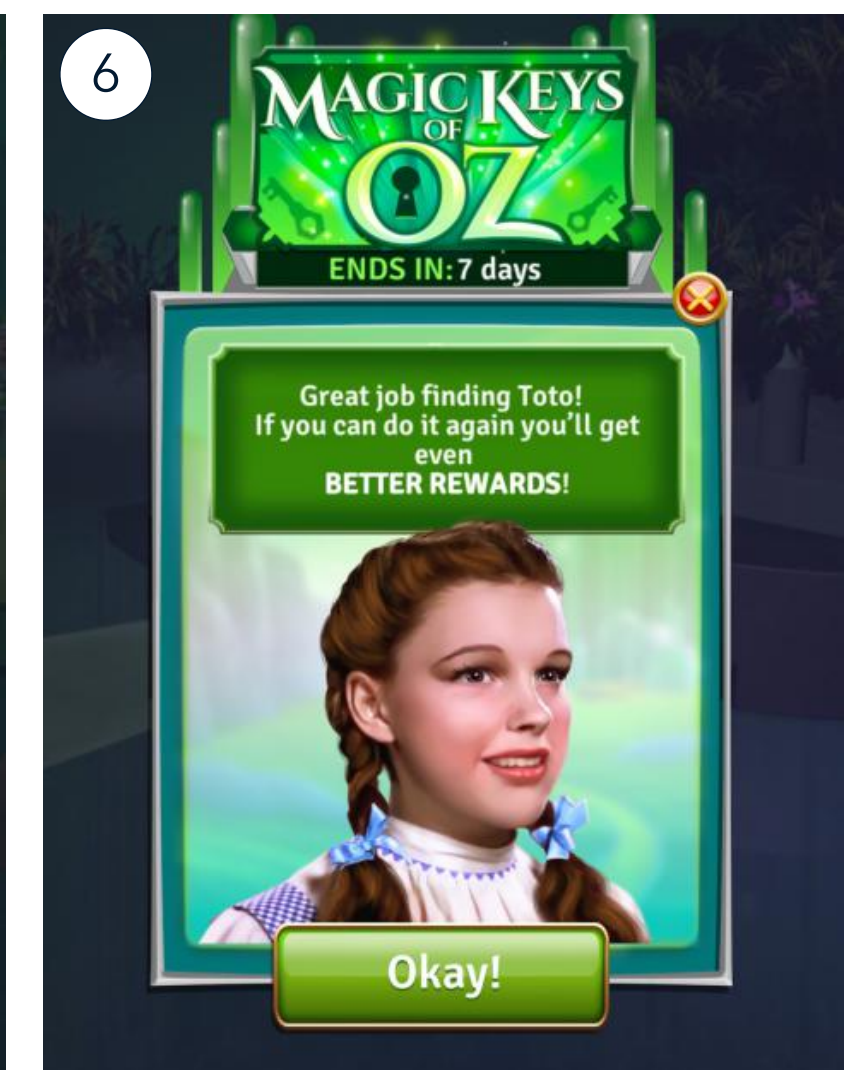 6
MAGIC KEYS
OF
OZ
ENDS IN: 7 days
Great job finding Toto!
If you can do it again you’ll get
even
BETTER REWARDS!
Okay!